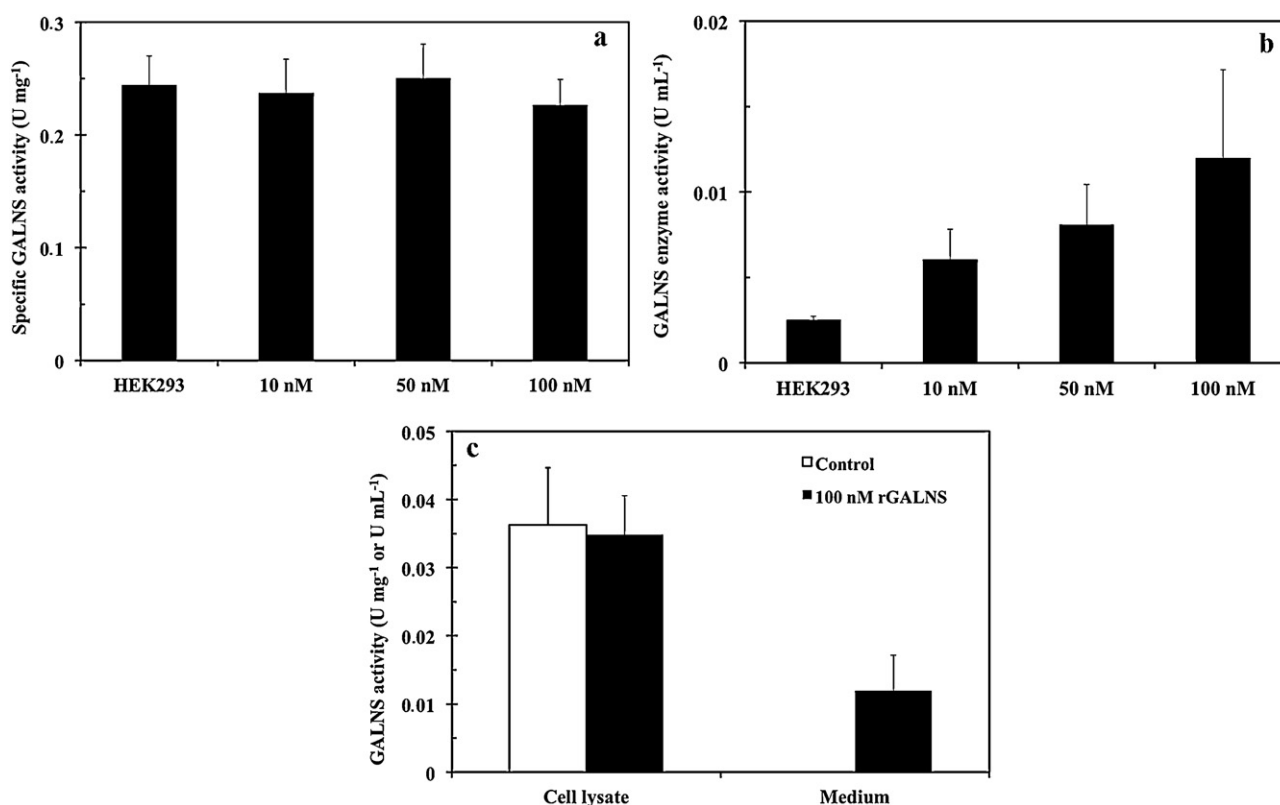 a
Specific GALNS activity (U mg⁻¹)
0.3
0.2
0.1
0
HEK293 10 nM 50 nM 100 nM
b
GALNS enzyme activity (U mL⁻¹)
0.02
0.01
0
HEK293 10 nM 50 nM 100 nM
c
GALNS activity (U mg⁻¹ or U mL⁻¹)
0.05
0.04
0.03
0.02
0.01
0
Control
100 nM rGALNS
Cell lysate Medium